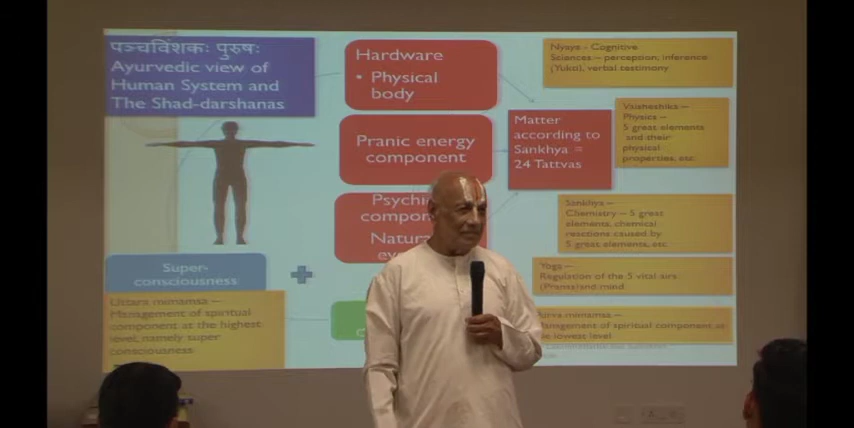 पञ्चविंशकः पुरुषः
Ayurvedic view of
Human System and
The Shad-darshanas
Hardware
• Physical
body
Pranic energy
component
Psychic
compon
Natura
ev
Matter
according to
Sankhya =
24 Tattvas
Nyaya - Cognitive
Sciences - perception, inference
(Yukti), verbal testimony
Vaisheshika -
Physics -
5 great elements
and their
physical
properties, etc.
Sankhya -
Chemistry - 5 great
elements, chemical
reactions caused by
5 great elements, etc
Yoga -
Regulation of the 5 vital airs
(Prana) and mind
Purva mimamsa -
management of spiritual component at
lowest level
Super-
consciousness
Uttara mimamsa -
Management of spiritual
component at the highest
level, namely super
consciousness